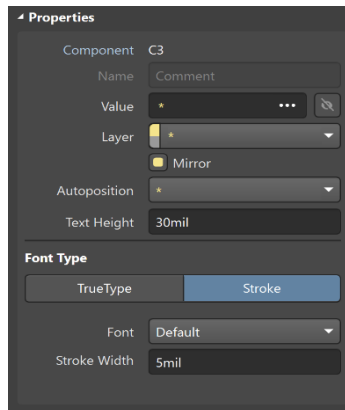 Properties
Component C3
Name Comment
Value * •••
Layer *
Mirror
Autoposition *
Text Height 30mil
Font Type
TrueType Stroke
Font Default
Stroke Width 5mil